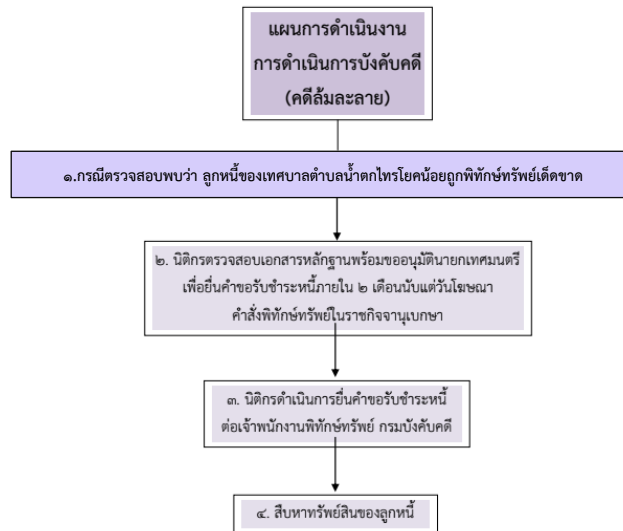 แผนการดำเนินงาน
การดำเนินการบังคับคดี
(คดีล้มละลาย)
๑.กรณีตรวจสอบพบว่า ลูกหนี้ของเทศบาลตำบลน้ำตกไทรโยคน้อยถูกพิทักษ์ทรัพย์เด็ดขาด
๒. นิติกรตรวจสอบเอกสารหลักฐานพร้อมขออนุมัตินายกเทศมนตรี
เพื่อยื่นคำขอรับชำระหนี้ภายใน ๒ เดือนนับแต่วันโฆษณา
คำสั่งพิทักษ์ทรัพย์ในราชกิจจานุเบกษา
๓. นิติกรดำเนินการยื่นคำขอรับชำระหนี้
ต่อเจ้าพนักงานพิทักษ์ทรัพย์ กรมบังคับคดี
๔. สืบหาทรัพย์สินของลูกหนี้